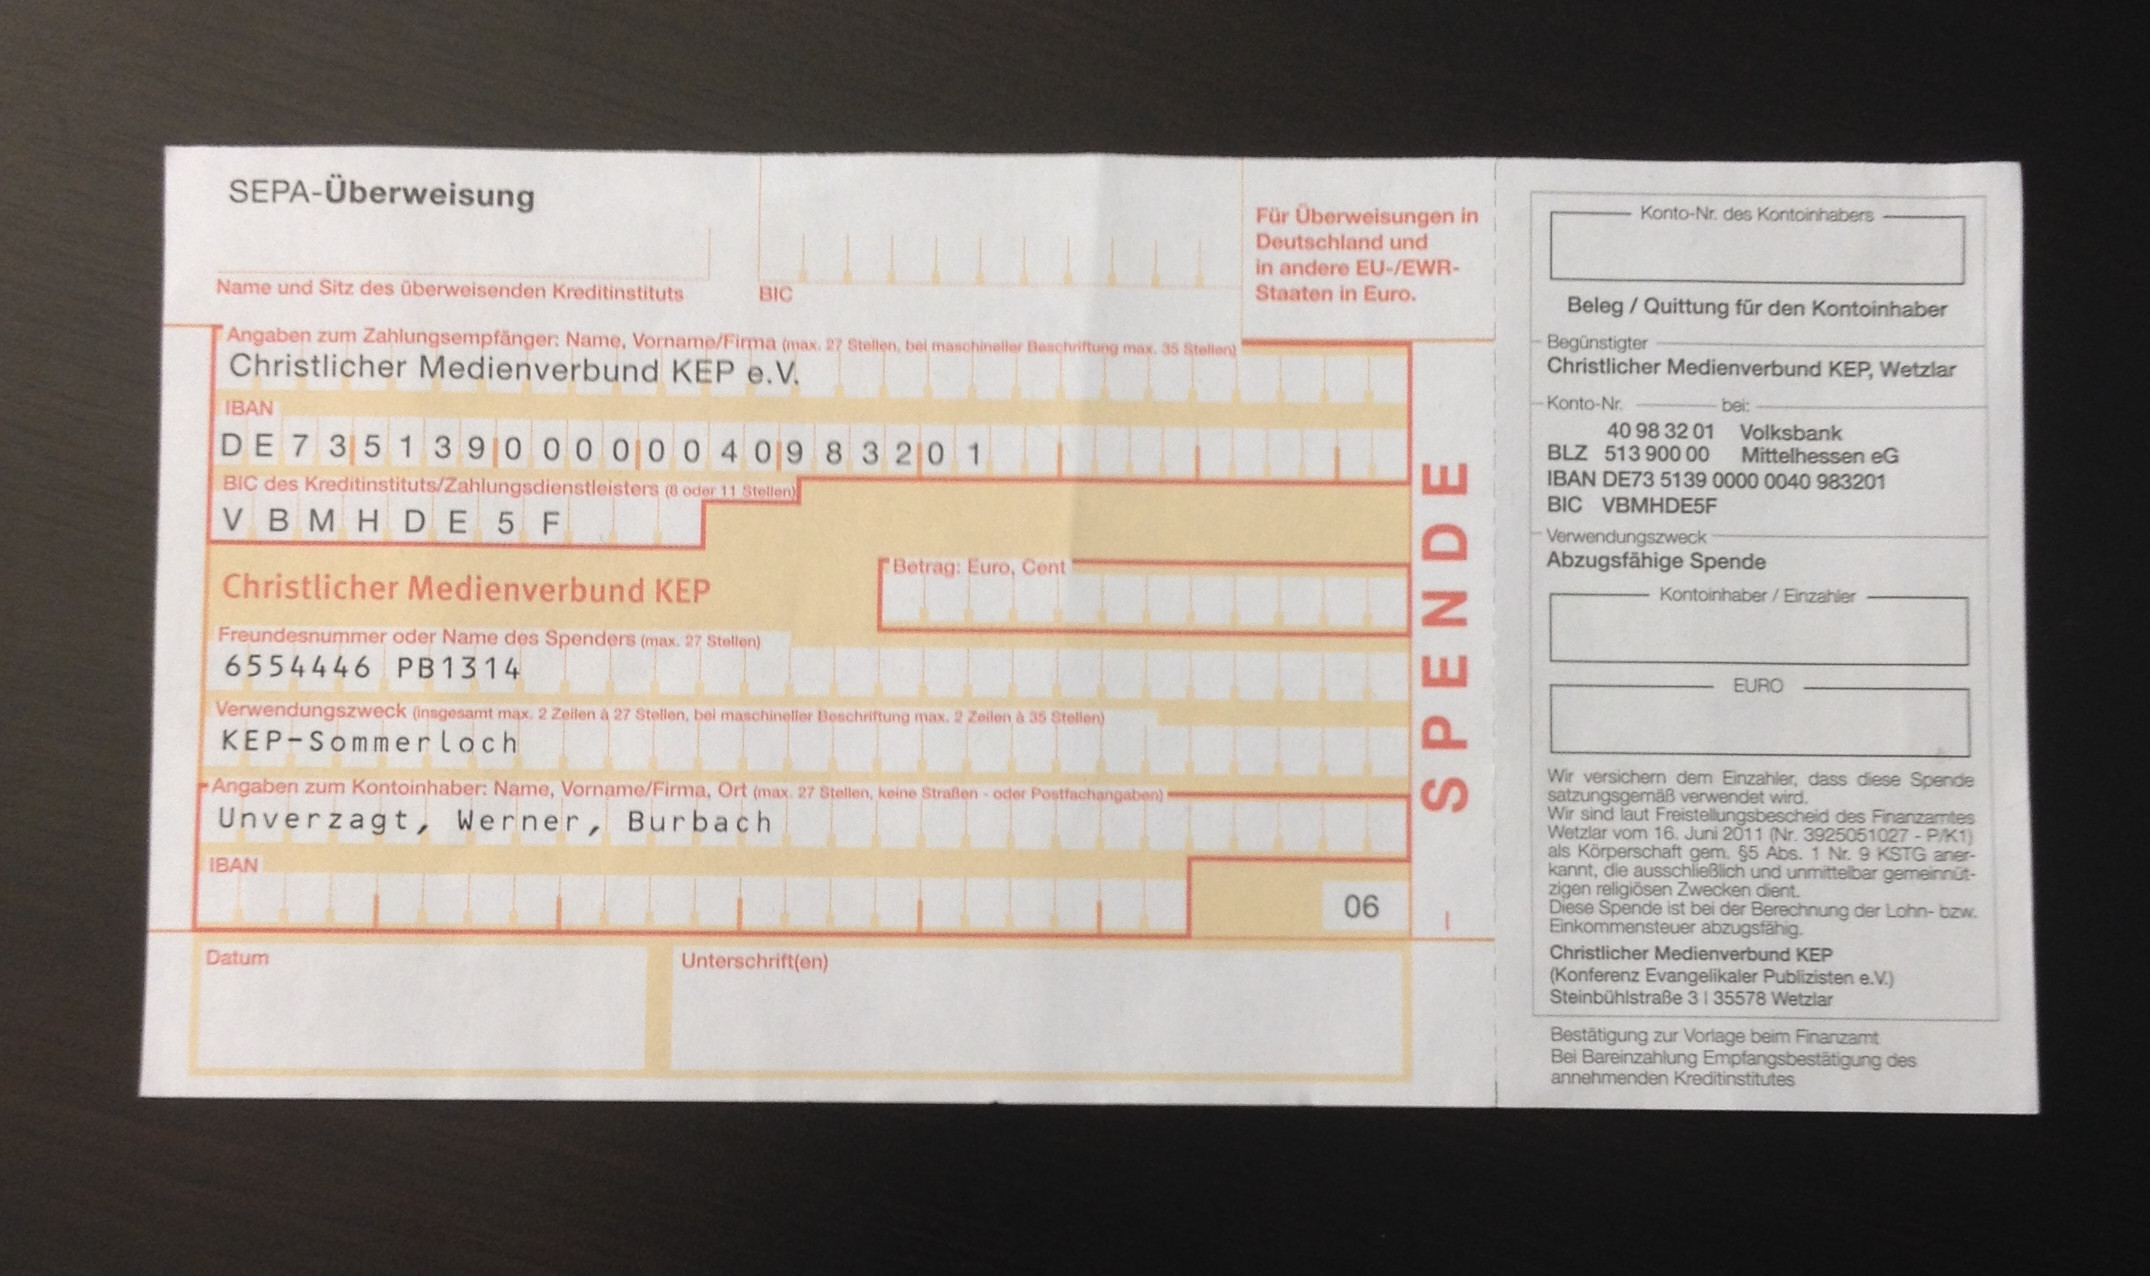 SEPA-Überweisung
Name und Sitz des überweisenden Kreditinstituts
BIC
Für Überweisungen in
Deutschland und
in andere EU-/EWR-
Staaten in Euro.
Angaben zum Zahlungsempfänger: Name, Vorname/Firma (max. 27 Stellen, bei maschineller Beschriftung max. 35 Stellen)
Christlicher Medienverbund KEP e.V.
IBAN
DE73513900000040983201
BIC des Kreditinstituts/Zahlungsdienstleisters (8 oder 11 Stellen)
VBMHDE5F
Christlicher Medienverbund KEP
Betrag: Euro, Cent
Freundesnummer oder Name des Spenders (max. 27 Stellen)
6554446 PB1314
Verwendungszweck (insgesamt max. 2 Zeilen à 27 Stellen, bei maschineller Beschriftung max. 2 Zeilen à 35 Stellen)
KEP-Sommerloch
Angaben zum Kontoinhaber: Name, Vorname/Firma, Ort (max. 27 Stellen, keine Straßen - oder Postfachangaben)
Unverzagt, Werner, Burbach
IBAN
06
Datum
Unterschrift(en)
SPENDE
Konto-Nr. des Kontoinhabers
Beleg / Quittung für den Kontoinhaber
Begünstigter
Christlicher Medienverbund KEP, Wetzlar
Konto-Nr. bei:
40 98 32 01 Volksbank
BLZ 513 900 00 Mittelhessen eG
IBAN DE73 5139 0000 0040 983201
BIC VBMHDE5F
Verwendungszweck
Abzugsfähige Spende
Kontoinhaber / Einzahler
EURO
Wir versichern dem Einzahler, dass diese Spende
satzungsgemäß verwendet wird.
Wir sind laut Freistellungsbescheid des Finanzamtes
Wetzlar vom 16. Juni 2011 (Nr. 3925051027 - P/K1)
als Körperschaft gem. §5 Abs. 1 Nr. 9 KSTG aner-
kannt, die ausschließlich und unmittelbar gemeinnüt-
zigen religiösen Zwecken dient.
Diese Spende ist bei der Berechnung der Lohn- bzw.
Einkommensteuer abzugsfähig.
Christlicher Medienverbund KEP
(Konferenz Evangelikaler Publizisten e.V.)
Steinbühlstraße 3 | 35578 Wetzlar
Bestätigung zur Vorlage beim Finanzamt
Bei Bareinzahlung Empfangsbestätigung des
annehmenden Kreditinstitutes